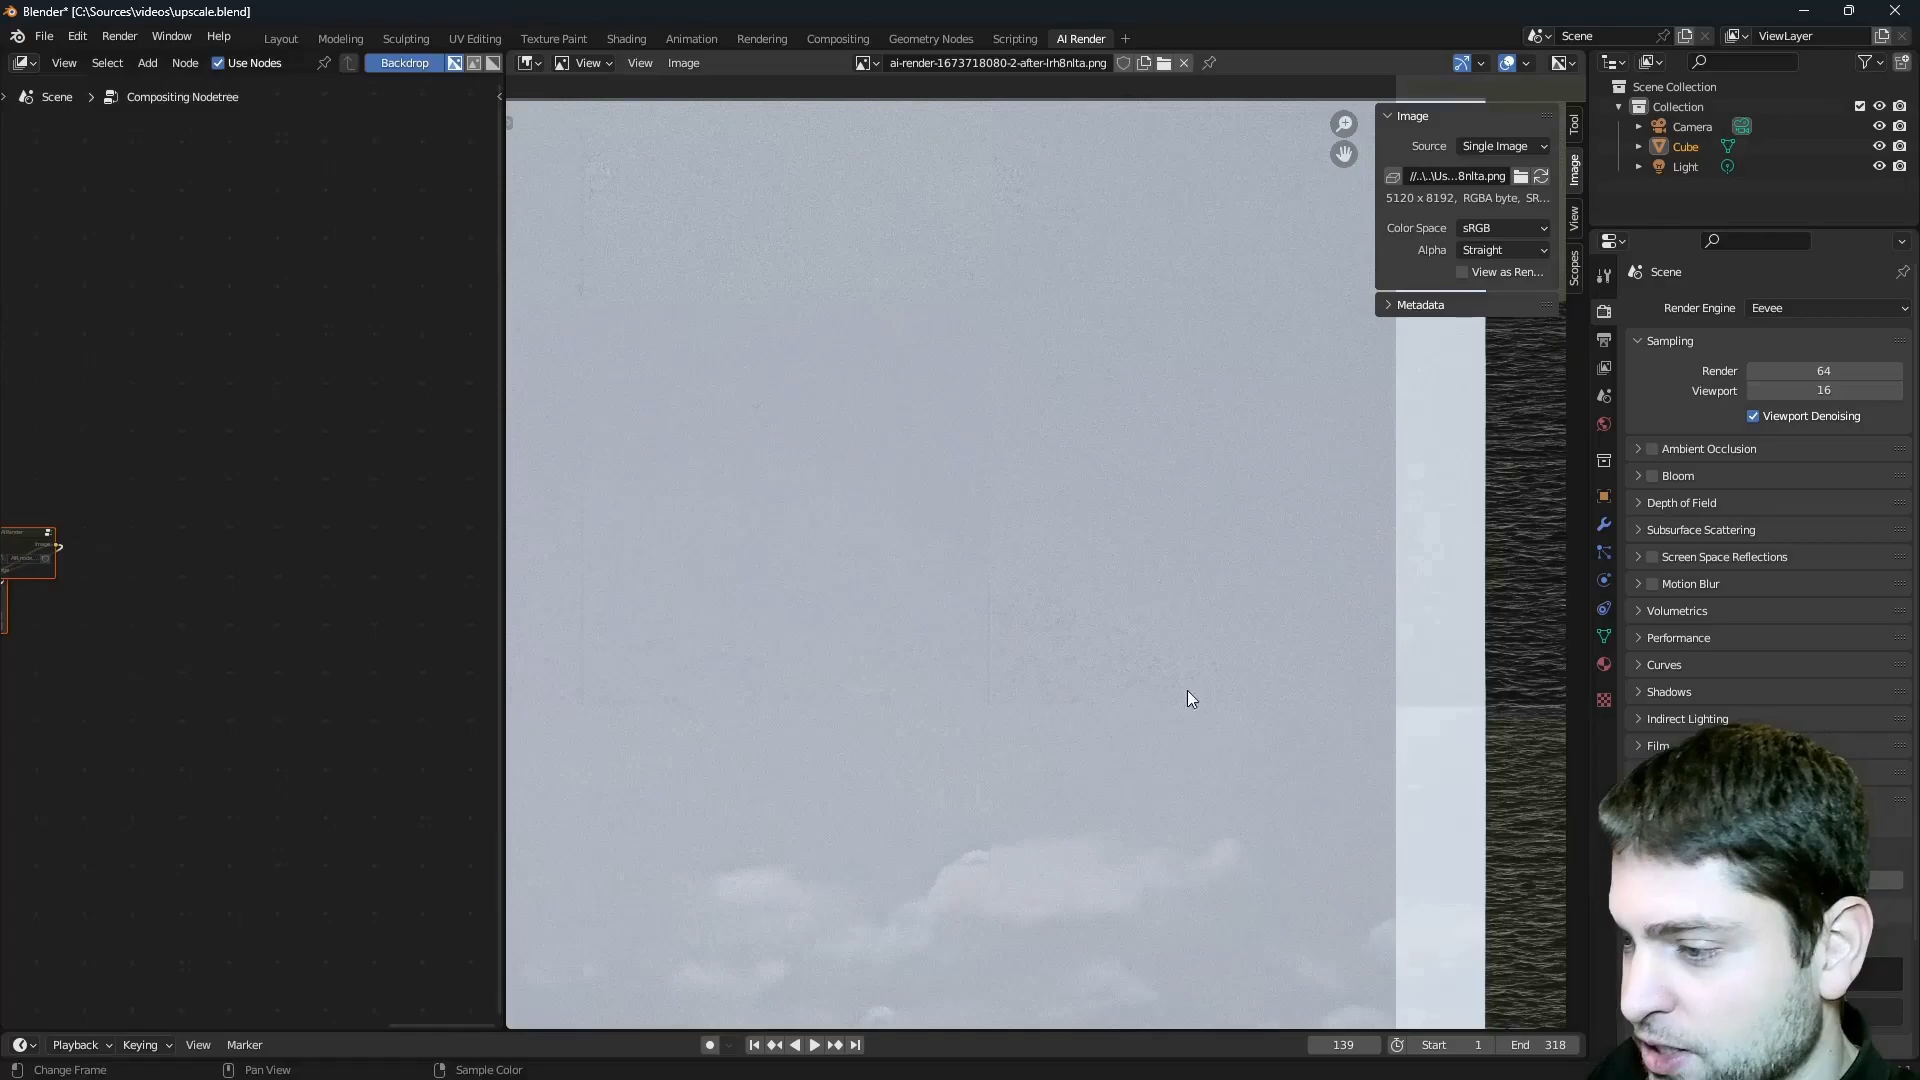 Blender* [C:\Sources\videos\upscale.blend]
File Edit Render Window Help Layout Modeling Sculpting UV Editing Texture Paint Shading Animation Rendering Compositing Geometry Nodes Scripting AI Render + Scene ViewLayer
View Select Add Node Use Nodes Backdrop View View Image ai-render-1673718080-2-after-lrh8nlta.png
Scene > Compositing Nodetree
Image
Source Single Image
//..\..\Us...8nlta.png
5120 x 8192, RGBA byte, SR...
Color Space sRGB
Alpha Straight
View as Ren...
Metadata
Tool
Image
View
Scopes
Scene Collection
Collection
Camera
Cube
Light
Scene
Render Engine Eevee
Sampling
Render 64
Viewport 16
Viewport Denoising
Ambient Occlusion
Bloom
Depth of Field
Subsurface Scattering
Screen Space Reflections
Motion Blur
Volumetrics
Performance
Curves
Shadows
Indirect Lighting
Film
AI Render
Image
Playback Keying View Marker 139 Start 1 End 318
Change Frame Pan View Sample Color